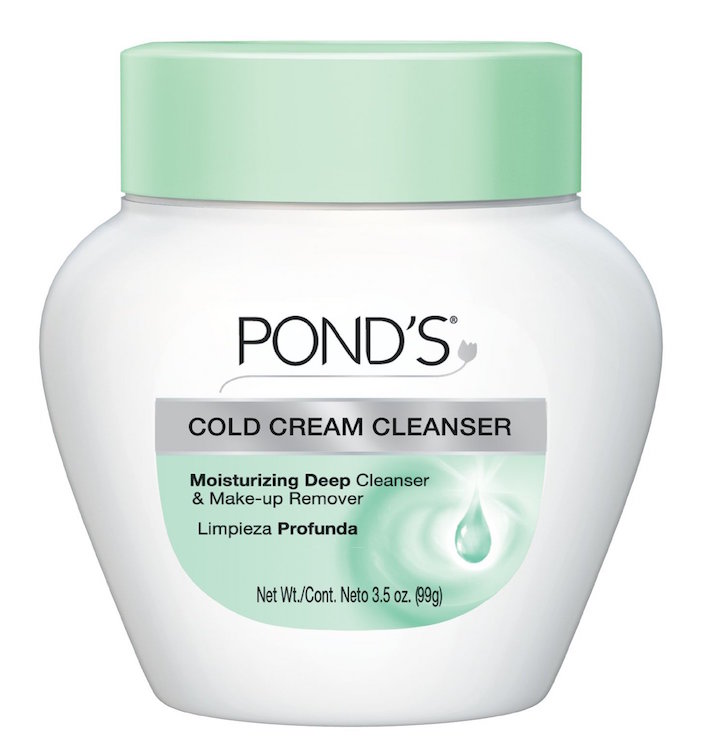 POND'S®
COLD CREAM CLEANSER
Moisturizing Deep Cleanser
& Make-up Remover
Limpieza Profunda
Net Wt./Cont. Neto 3.5 oz. (99g)